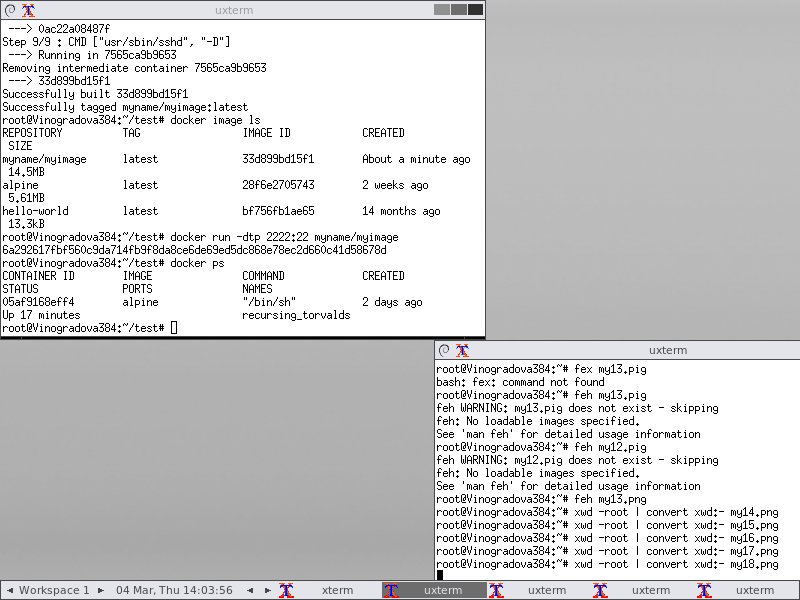 uxterm
---> 0ac22a08487f
Step 9/9 : CMD ["usr/sbin/sshd", "-D"]
---> Running in 7565ca9b9653
Removing intermediate container 7565ca9b9653
---> 33d899bd15f1
Successfully built 33d899bd15f1
Successfully tagged myname/myimage:latest
root@Vinogradova384:~/test# docker image ls
REPOSITORY TAG IMAGE ID CREATED
SIZE
myname/myimage latest 33d899bd15f1 About a minute ago
14.5MB
alpine latest 28f6e2705743 2 weeks ago
5.61MB
hello-world latest bf756fb1ae65 14 months ago
13.3kB
root@Vinogradova384:~/test# docker run -dtp 2222:22 myname/myimage
6a292617fbf560c9da714fb9f8da8ce6de69ed5dc868e78ec2d660c41d58678d
root@Vinogradova384:~/test# docker ps
CONTAINER ID IMAGE COMMAND CREATED
STATUS PORTS NAMES
05af9168eff4 alpine "/bin/sh" 2 days ago
Up 17 minutes recursing_torvalds
root@Vinogradova384:~/test#
uxterm
root@Vinogradova384:~# fex my13.pig
bash: fex: command not found
root@Vinogradova384:~# feh my13.pig
feh WARNING: my13.pig does not exist - skipping
feh: No loadable images specified.
See 'man feh' for detailed usage information
root@Vinogradova384:~# feh my12.pig
feh WARNING: my12.pig does not exist - skipping
feh: No loadable images specified.
See 'man feh' for detailed usage information
root@Vinogradova384:~# feh my13.png
root@Vinogradova384:~# xwd -root | convert xwd:- my14.png
root@Vinogradova384:~# xwd -root | convert xwd:- my15.png
root@Vinogradova384:~# xwd -root | convert xwd:- my16.png
root@Vinogradova384:~# xwd -root | convert xwd:- my17.png
root@Vinogradova384:~# xwd -root | convert xwd:- my18.png
Workspace 1 04 Mar, Thu 14:03:56 xterm uxterm uxterm uxterm uxterm